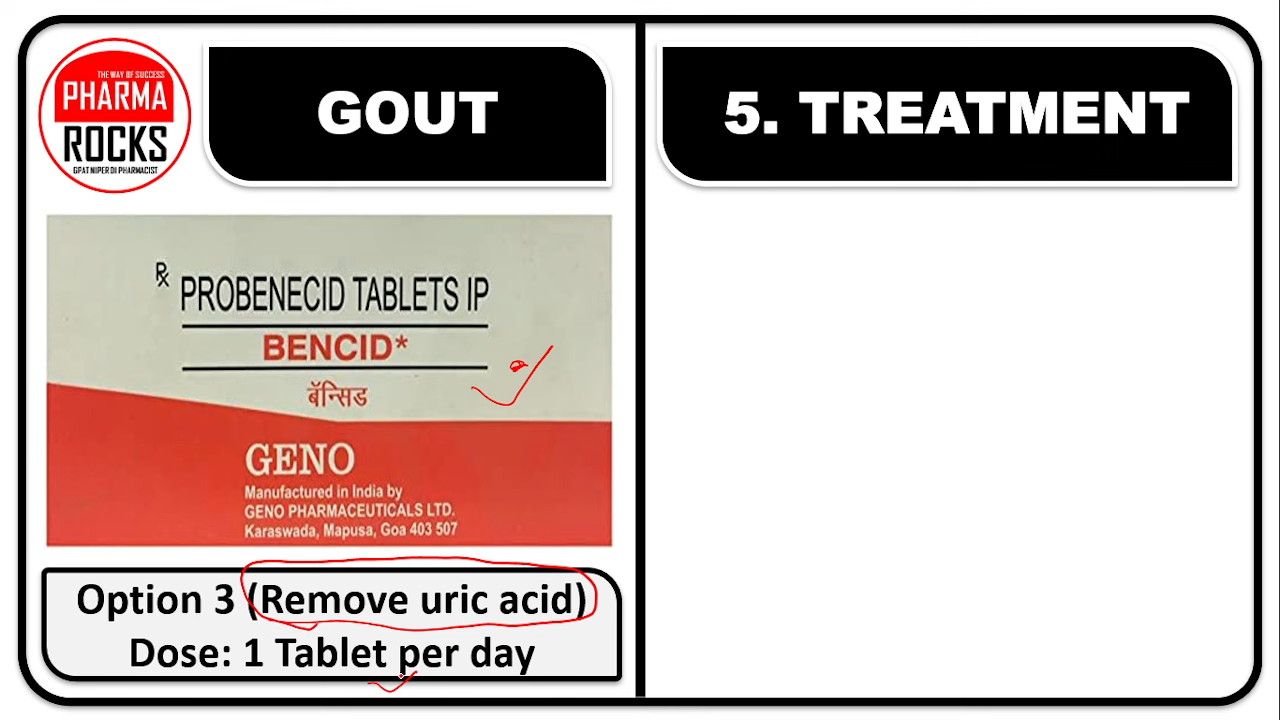 THE WAY OF SUCCESS
PHARMA
ROCKS
GPAT NIPER DI PHARMACIST
GOUT
5. TREATMENT
Rx PROBENECID TABLETS IP
BENCID*
बॅन्सिड
GENO
Manufactured in India by
GENO PHARMACEUTICALS LTD.
Karaswada, Mapusa, Goa 403 507
Option 3 (Remove uric acid)
Dose: 1 Tablet per day